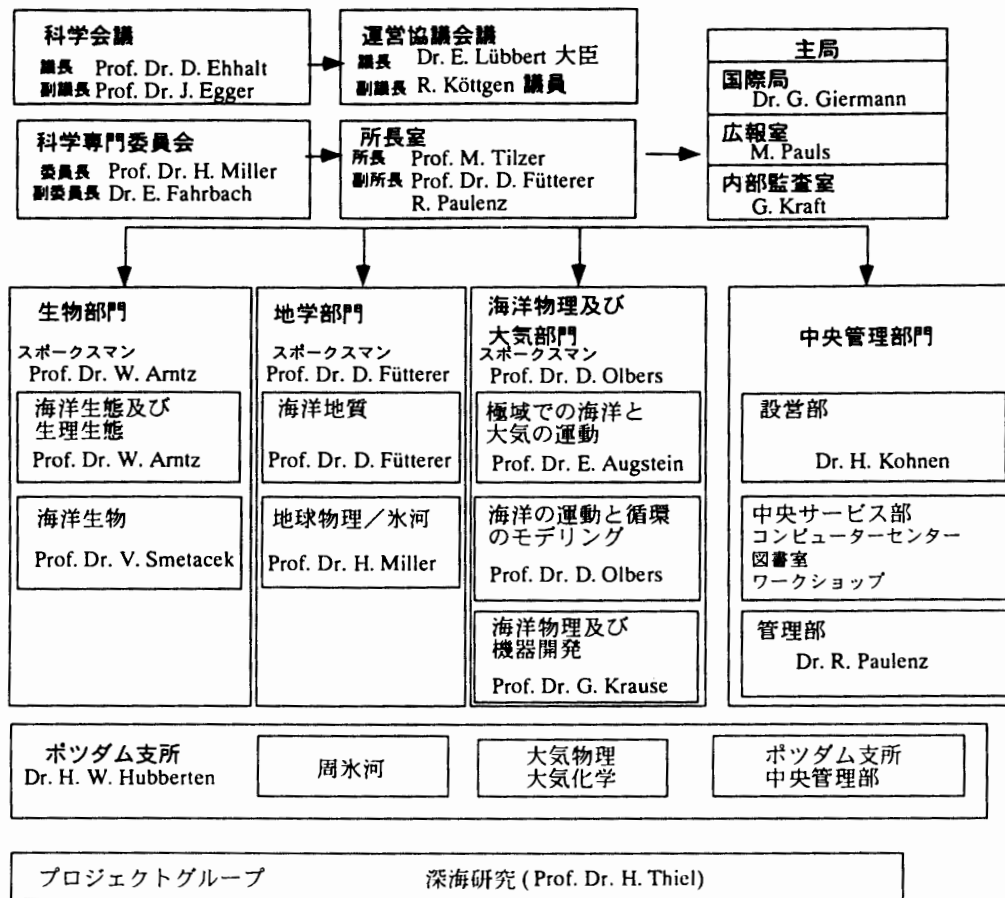 科学会議
議長 Prof. Dr. D. Ehhalt
副議長 Prof. Dr. J. Egger
運営協議会議
議長 Dr. E. Lübbert 大臣
副議長 R. Köttgen 議員
主局
国際局
Dr. G. Giermann
広報室
M. Pauls
内部監査室
G. Kraft
科学専門委員会
委員長 Prof. Dr. H. Miller
副委員長 Dr. E. Fahrbach
所長室
所長 Prof. M. Tilzer
副所長 Prof. Dr. D. Fütterer
R. Paulenz
生物部門
スポークスマン
Prof. Dr. W. Arntz
海洋生態及び
生理生態
Prof. Dr. W. Arntz
海洋生物
Prof. Dr. V. Smetacek
地学部門
スポークスマン
Prof. Dr. D. Fütterer
海洋地質
Prof. Dr. D. Fütterer
地球物理／氷河
Prof. Dr. H. Miller
海洋物理及び
大気部門
スポークスマン
Prof. Dr. D. Olbers
極域での海洋と
大気の運動
Prof. Dr. E. Augstein
海洋の運動と循環
のモデリング
Prof. Dr. D. Olbers
海洋物理及び
機器開発
Prof. Dr. G. Krause
中央管理部門
設営部
Dr. H. Kohnen
中央サービス部
コンピューターセンター
図書室
ワークショップ
管理部
Dr. R. Paulenz
ポツダム支所
Dr. H. W. Hubberten
周氷河
大気物理
大気化学
ポツダム支所
中央管理部
プロジェクトグループ 深海研究 (Prof. Dr. H. Thiel)